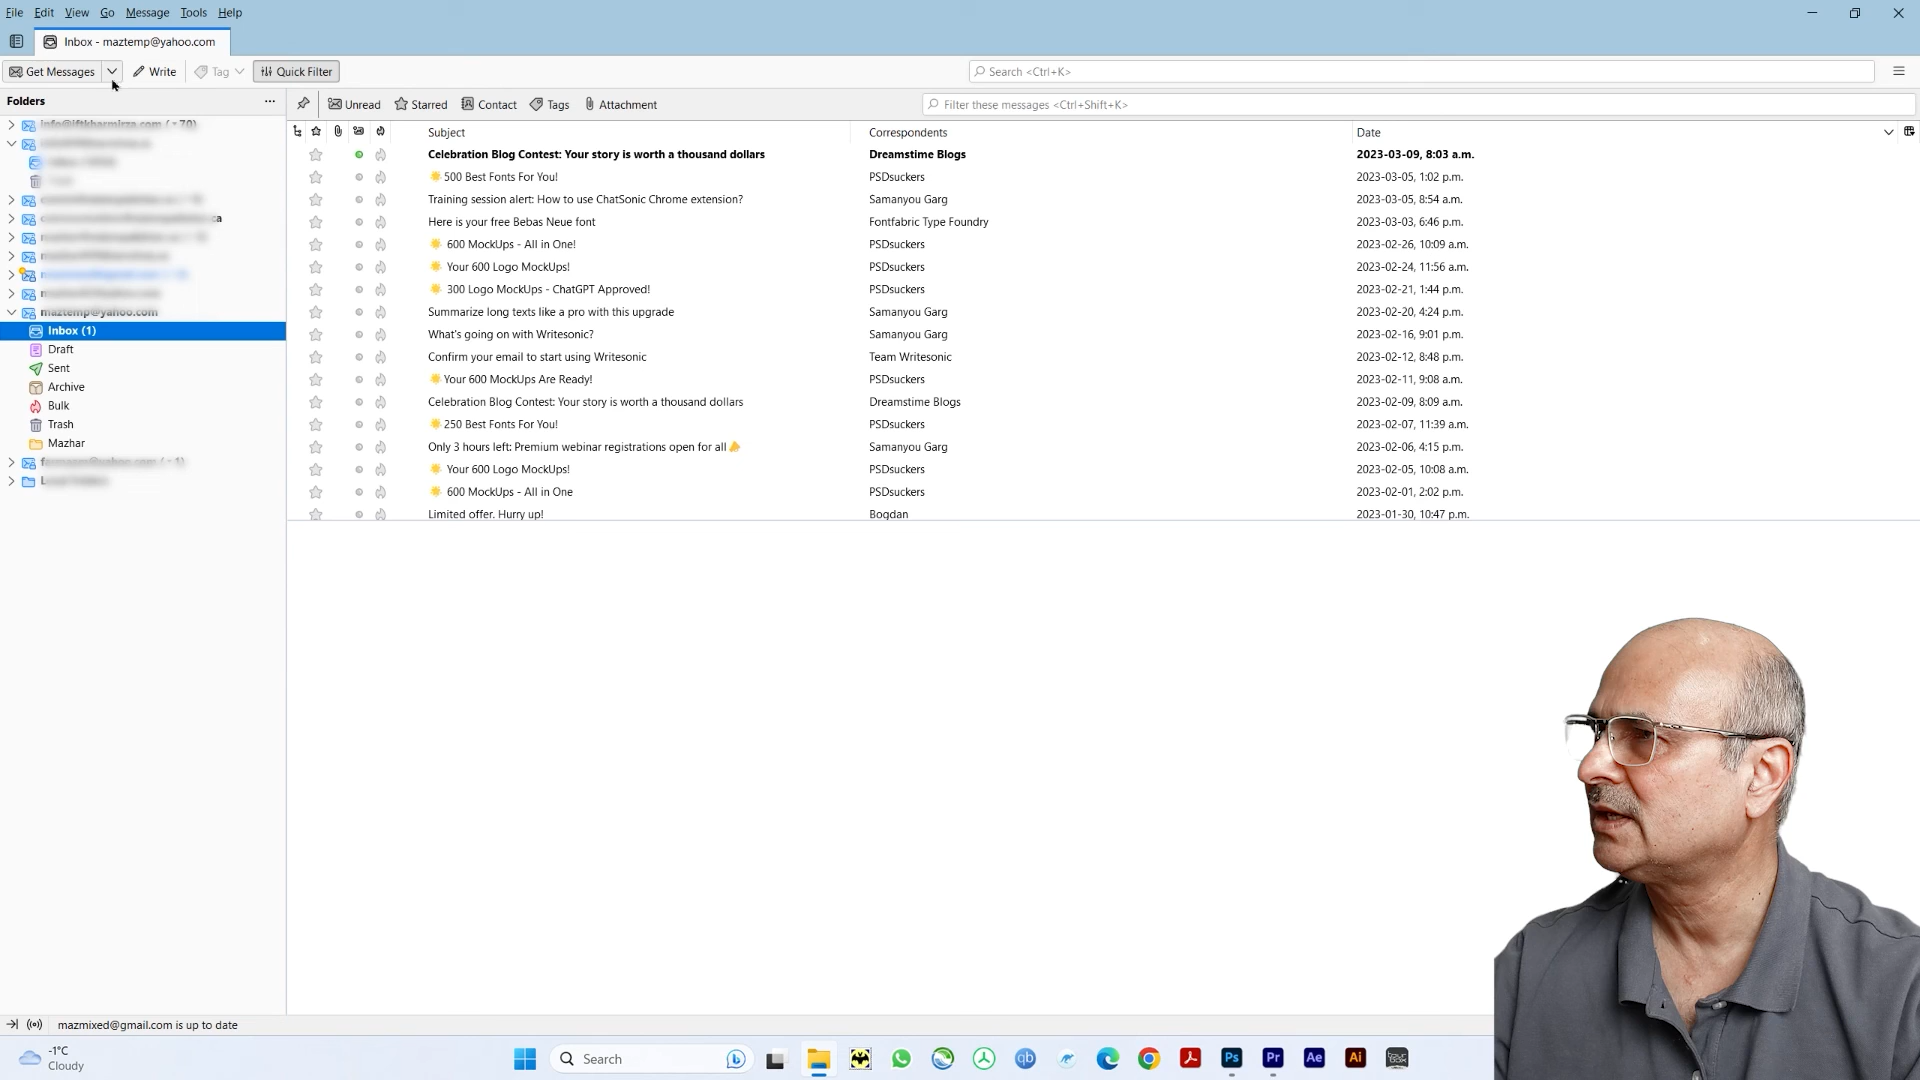 File Edit View Go Message Tools Help
Inbox - maztemp@yahoo.com
Get Messages Write Tag Quick Filter Search <Ctrl+K>
Folders
Unread Starred Contact Tags Attachment Filter these messages <Ctrl+Shift+K>
Subject Correspondents Date
Celebration Blog Contest: Your story is worth a thousand dollars Dreamstime Blogs 2023-03-09, 8:03 a.m.
500 Best Fonts For You! PSDsuckers 2023-03-05, 1:02 p.m.
Training session alert: How to use ChatSonic Chrome extension? Samanyou Garg 2023-03-05, 8:54 a.m.
Here is your free Bebas Neue font Fontfabric Type Foundry 2023-03-03, 6:46 p.m.
600 MockUps - All in One! PSDsuckers 2023-02-26, 10:09 a.m.
Your 600 Logo MockUps! PSDsuckers 2023-02-24, 11:56 a.m.
300 Logo MockUps - ChatGPT Approved! PSDsuckers 2023-02-21, 1:44 p.m.
Summarize long texts like a pro with this upgrade Samanyou Garg 2023-02-20, 4:24 p.m.
What's going on with Writesonic? Samanyou Garg 2023-02-16, 9:01 p.m.
Confirm your email to start using Writesonic Team Writesonic 2023-02-12, 8:48 p.m.
Your 600 MockUps Are Ready! PSDsuckers 2023-02-11, 9:08 a.m.
Celebration Blog Contest: Your story is worth a thousand dollars Dreamstime Blogs 2023-02-09, 8:09 a.m.
250 Best Fonts For You! PSDsuckers 2023-02-07, 11:39 a.m.
Only 3 hours left: Premium webinar registrations open for all Samanyou Garg 2023-02-06, 4:15 p.m.
Your 600 Logo MockUps! PSDsuckers 2023-02-05, 10:08 a.m.
600 MockUps - All in One PSDsuckers 2023-02-01, 2:02 p.m.
Limited offer. Hurry up! Bogdan 2023-01-30, 10:47 p.m.
maztemp@yahoo.com
Inbox (1)
Draft
Sent
Archive
Bulk
Trash
Mazhar
mazmixed@gmail.com is up to date
-1°C
Cloudy
Search
qb Ps Pr Ae Ai